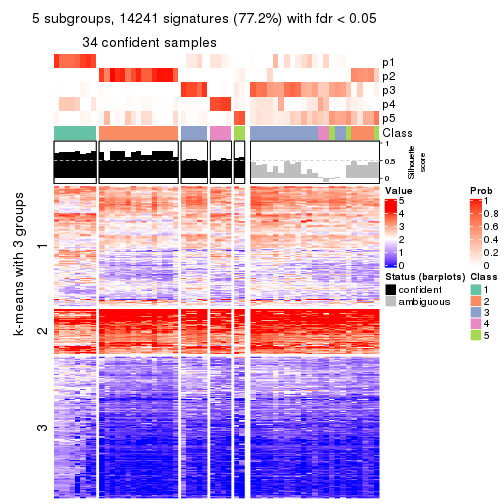 5 subgroups, 14241 signatures (77.2%) with fdr < 0.05
34 confident samples
p1
p2
p3
p4
p5
Class
1
0.5
0
Silhouette
score
k-means with 3 groups
1
2
3
Value
5
4
3
2
1
0
Prob
1
0.8
0.6
0.4
0.2
0
Status (barplots)
confident
ambiguous
Class
1
2
3
4
5